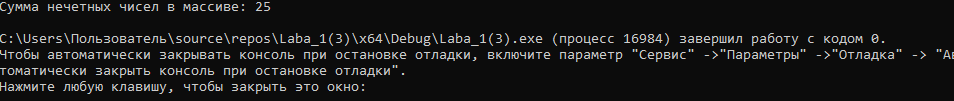 Сумма нечетных чисел в массиве: 25
C:\Users\Пользователь\source\repos\Laba_1(3)\x64\Debug\Laba_1(3).exe (процесс 16984) завершил работу с кодом 0.
Чтобы автоматически закрывать консоль при остановке отладки, включите параметр "Сервис" ->"Параметры" ->"Отладка" -> "Ав
томатически закрыть консоль при остановке отладки".
Нажмите любую клавишу, чтобы закрыть это окно: